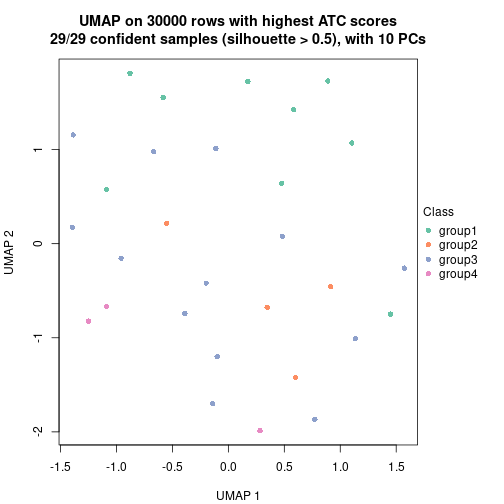 UMAP on 30000 rows with highest ATC scores
29/29 confident samples (silhouette > 0.5), with 10 PCs
UMAP 2
1
0
-1
-2
-1.5
-1.0
-0.5
0.0
0.5
1.0
1.5
UMAP 1
Class
group1
group2
group3
group4